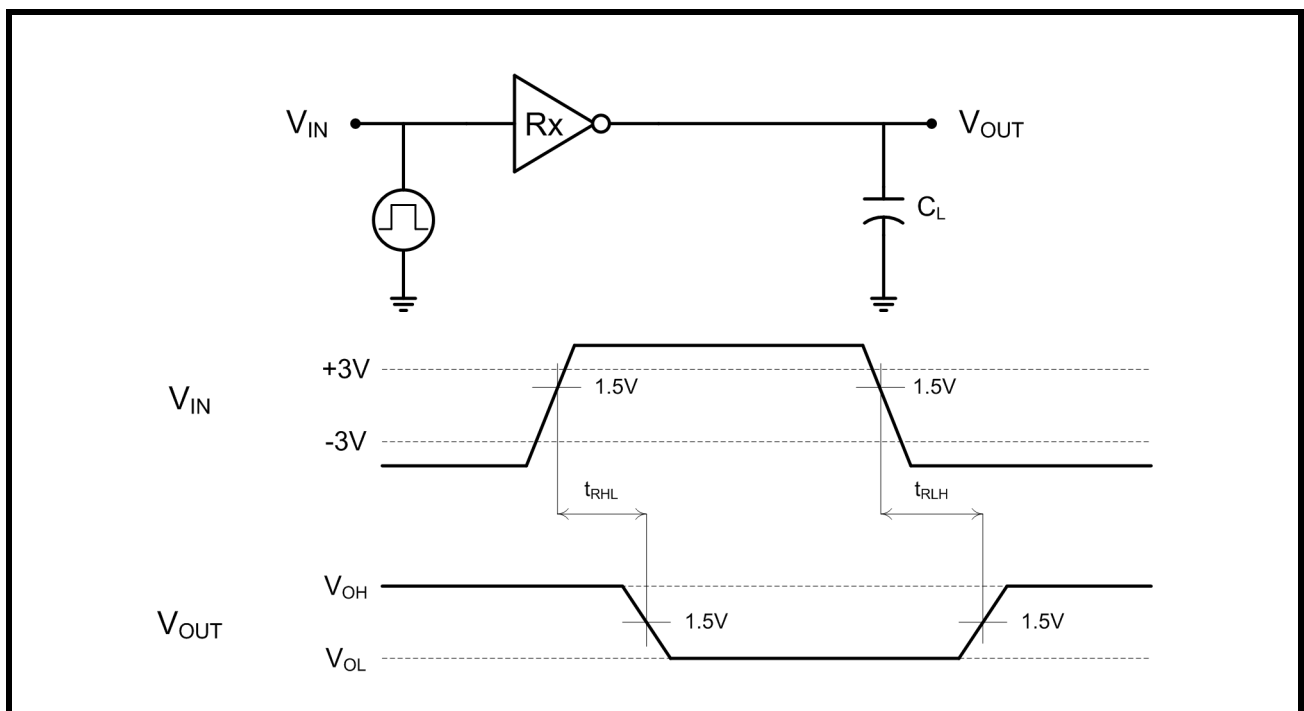 V_IN
Rx
V_OUT
C_L
V_IN
+3V
1.5V
1.5V
-3V
t_RHL
t_RLH
V_OUT
V_OH
1.5V
1.5V
V_OL